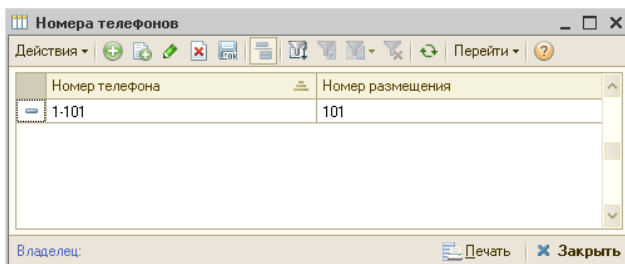 Номера телефонов
Действия Перейти
Номер телефона Номер размещения
1-101 101
Владелец: Печать Закрыть